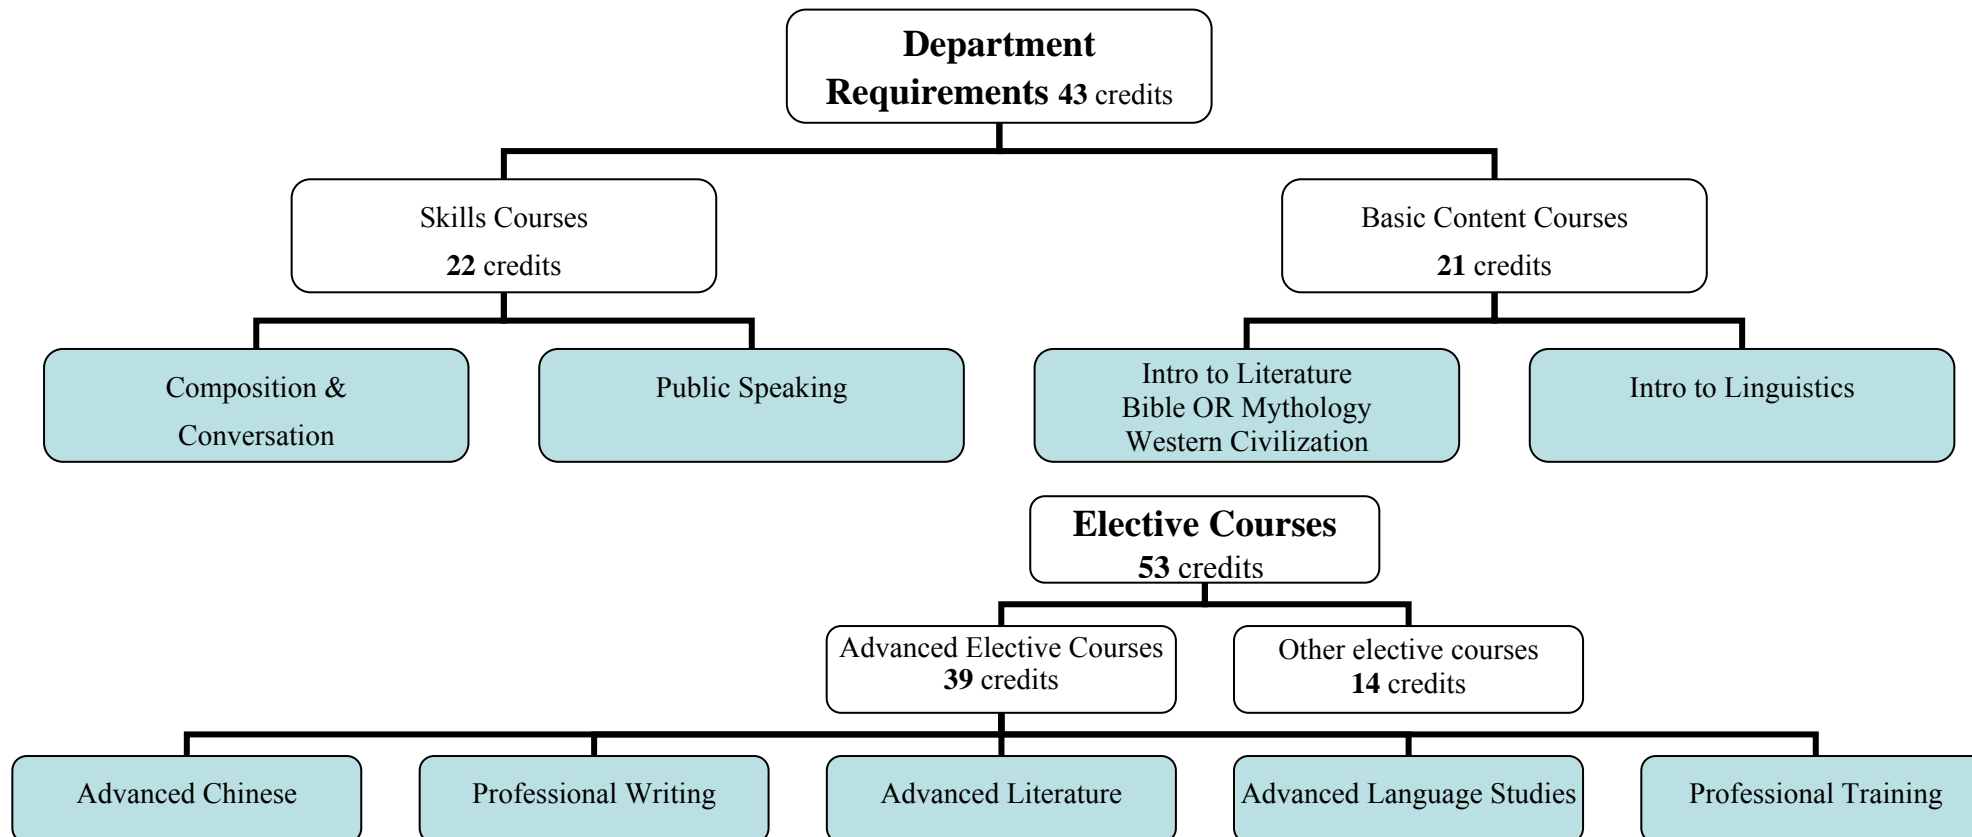 Department
Requirements 43 credits
Skills Courses
22 credits
Basic Content Courses
21 credits
Composition &
Conversation
Public Speaking
Intro to Literature
Bible OR Mythology
Western Civilization
Intro to Linguistics
Elective Courses
53 credits
Advanced Elective Courses
39 credits
Other elective courses
14 credits
Advanced Chinese
Professional Writing
Advanced Literature
Advanced Language Studies
Professional Training